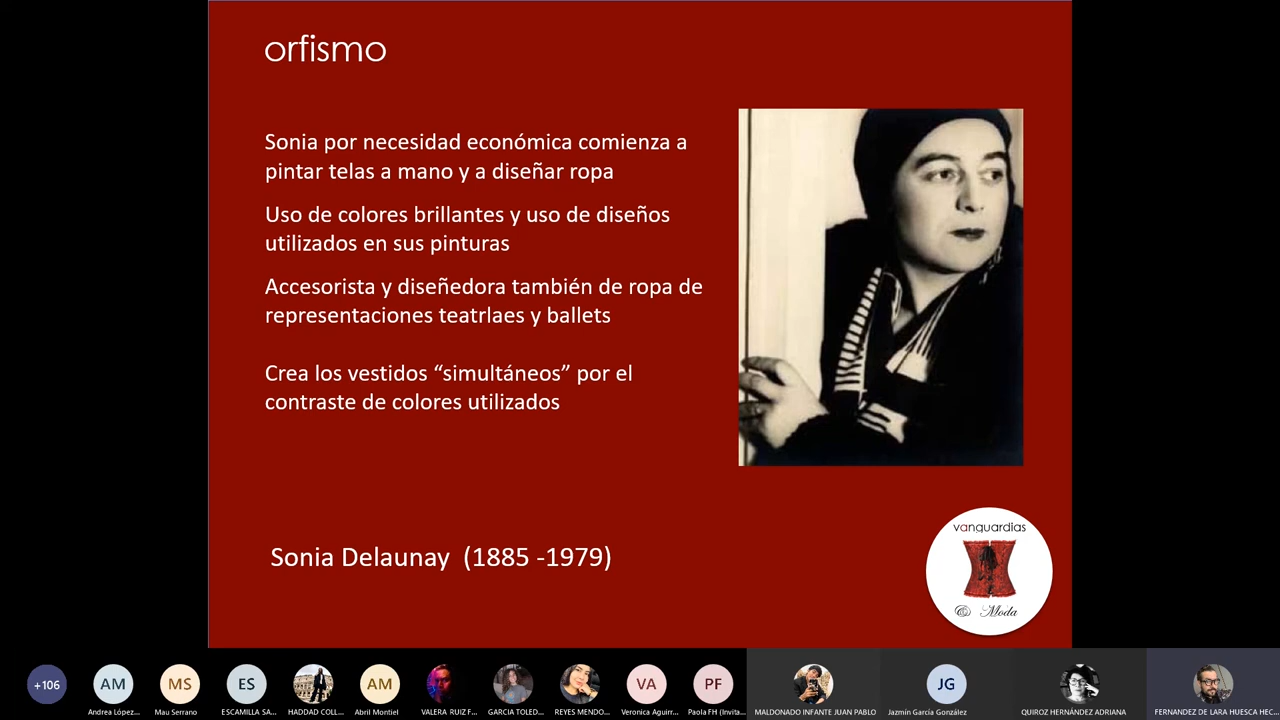 orfismo
Sonia por necesidad económica comienza a
pintar telas a mano y a diseñar ropa
Uso de colores brillantes y uso de diseños
utilizados en sus pinturas
Accesorista y diseñedora también de ropa de
representaciones teatrlaes y ballets
Crea los vestidos “simultáneos” por el
contraste de colores utilizados
Sonia Delaunay (1885 -1979)
vanguardias
& Moda
+106
AM
MS
ES
AM
VA
PF
JG
Andrea López...
Mau Serrano
ESCAMILLA SA...
HADDAD COLL...
Abril Montiel
VALERA RUIZ F...
GARCIA TOLED...
REYES MENDO...
Veronica Aguirr...
Paola FH (Invita...
MALDONADO INFANTE JUAN PABLO
Jazmín García González
QUIROZ HERNÁNDEZ ADRIANA
FERNANDEZ DE LARA HUESCA HEC...